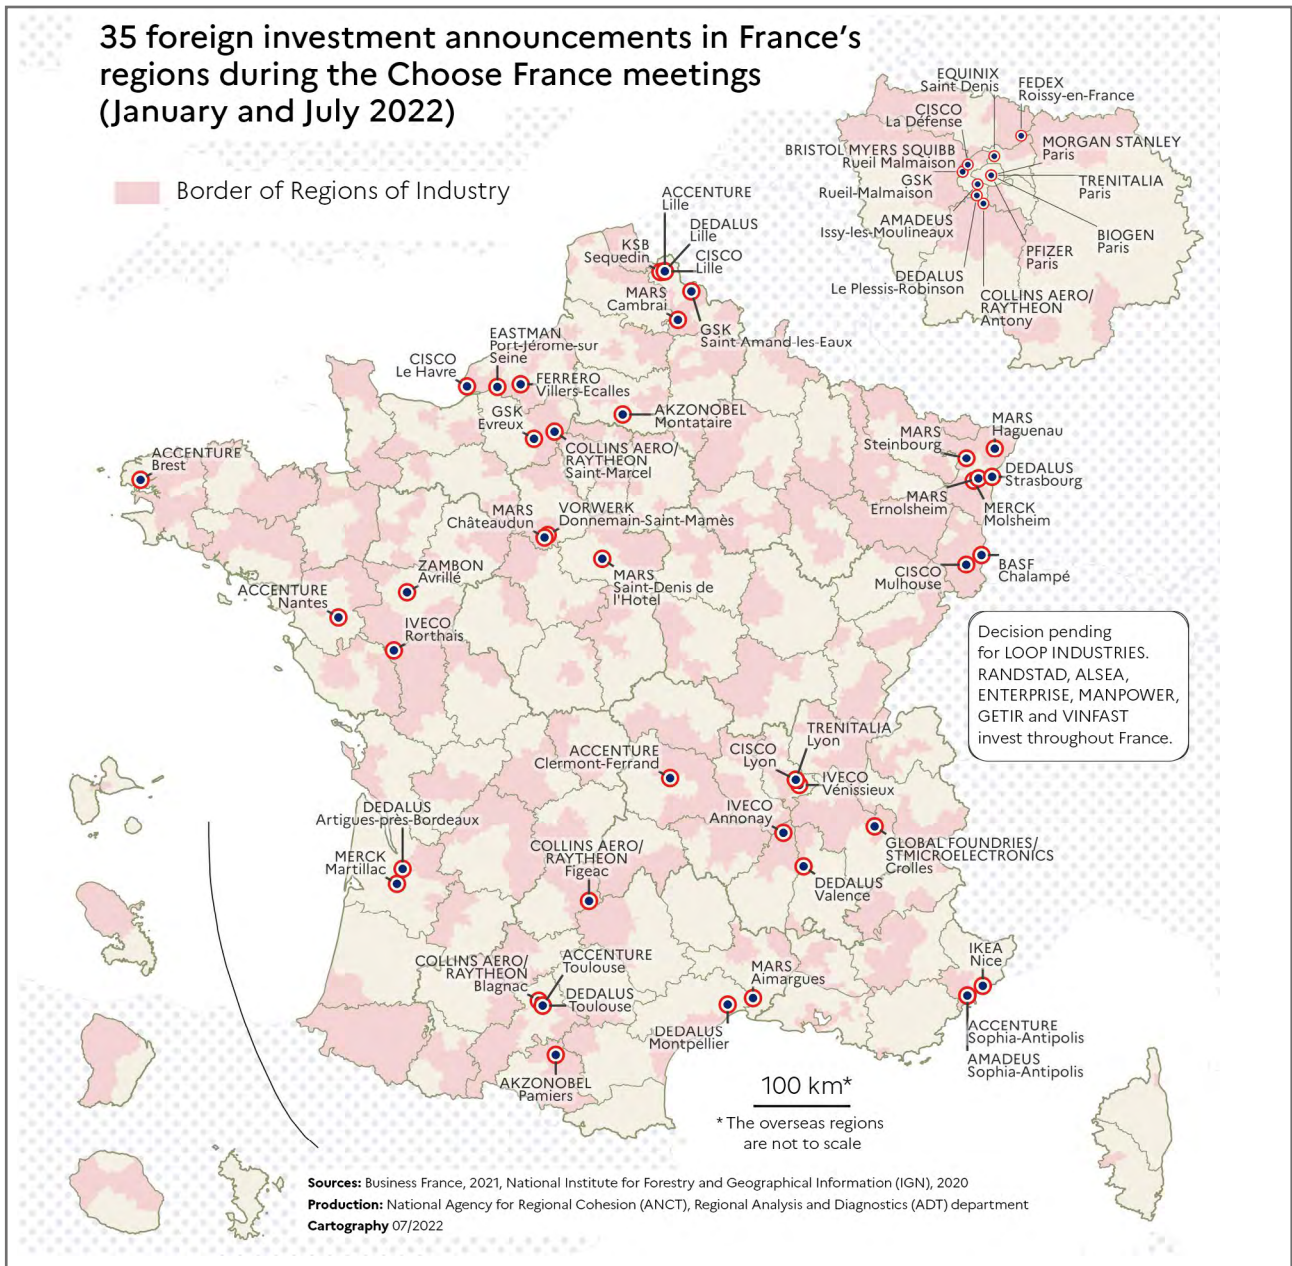 35 foreign investment announcements in France's
regions during the Choose France meetings
(January and July 2022)
Border of Regions of Industry
EQUINIX
Saint Denis
FEDEX
Roissy-en-France
CISCO
La Défense
MORGAN STANLEY
Paris
BRISTOL MYERS SQUIBB
Rueil Malmaison
GSK
Rueil-Malmaison
TRENITALIA
Paris
AMADEUS
Issy-les-Moulineaux
BIOGEN
Paris
PFIZER
Paris
DEDALUS
Le Plessis-Robinson
COLLINS AERO/
RAYTHEON
Antony
ACCENTURE
Lille
DEDALUS
Lille
KSB
Sequedin
CISCO
Lille
MARS
Cambrai
GSK
Saint-Amand-les-Eaux
EASTMAN
Port-Jérome-sur
Seine
CISCO
Le Havre
FERRERO
Villers-Ecalles
GSK
Evreux
AKZONOBEL
Montataire
COLLINS AERO/
RAYTHEON
Saint-Marcel
MARS
Haguenau
MARS
Steinbourg
DEDALUS
Strasbourg
MARS
Ernolsheim
MERCK
Molsheim
ACCENTURE
Brest
MARS
Châteaudun
VORWERK
Donnemain-Saint-Mamès
ZAMBON
Avrillé
MARS
Saint-Denis de
l'Hotel
CISCO
Mulhouse
BASF
Chalampé
ACCENTURE
Nantes
IVECO
Rorthais
Decision pending
for LOOP INDUSTRIES.
RANDSTAD, ALSEA,
ENTERPRISE, MANPOWER,
GETIR and VINFAST
invest throughout France.
TRENITALIA
Lyon
ACCENTURE
Clermont-Ferrand
CISCO
Lyon
IVECO
Vénissieux
DEDALUS
Artigues-près-Bordeaux
IVECO
Annonay
MERCK
Martillac
COLLINS AERO/
RAYTHEON
Figeac
GLOBAL FOUNDRIES/
STMICROELECTRONICS
Crolles
DEDALUS
Valence
COLLINS AERO/
RAYTHEON
Blagnac
ACCENTURE
Toulouse
DEDALUS
Toulouse
MARS
Aimargues
IKEA
Nice
DEDALUS
Montpellier
ACCENTURE
Sophia-Antipolis
AMADEUS
Sophia-Antipolis
AKZONOBEL
Pamiers
100 km*
* The overseas regions
are not to scale
Sources: Business France, 2021, National Institute for Forestry and Geographical Information (IGN), 2020
Production: National Agency for Regional Cohesion (ANCT), Regional Analysis and Diagnostics (ADT) department
Cartography 07/2022